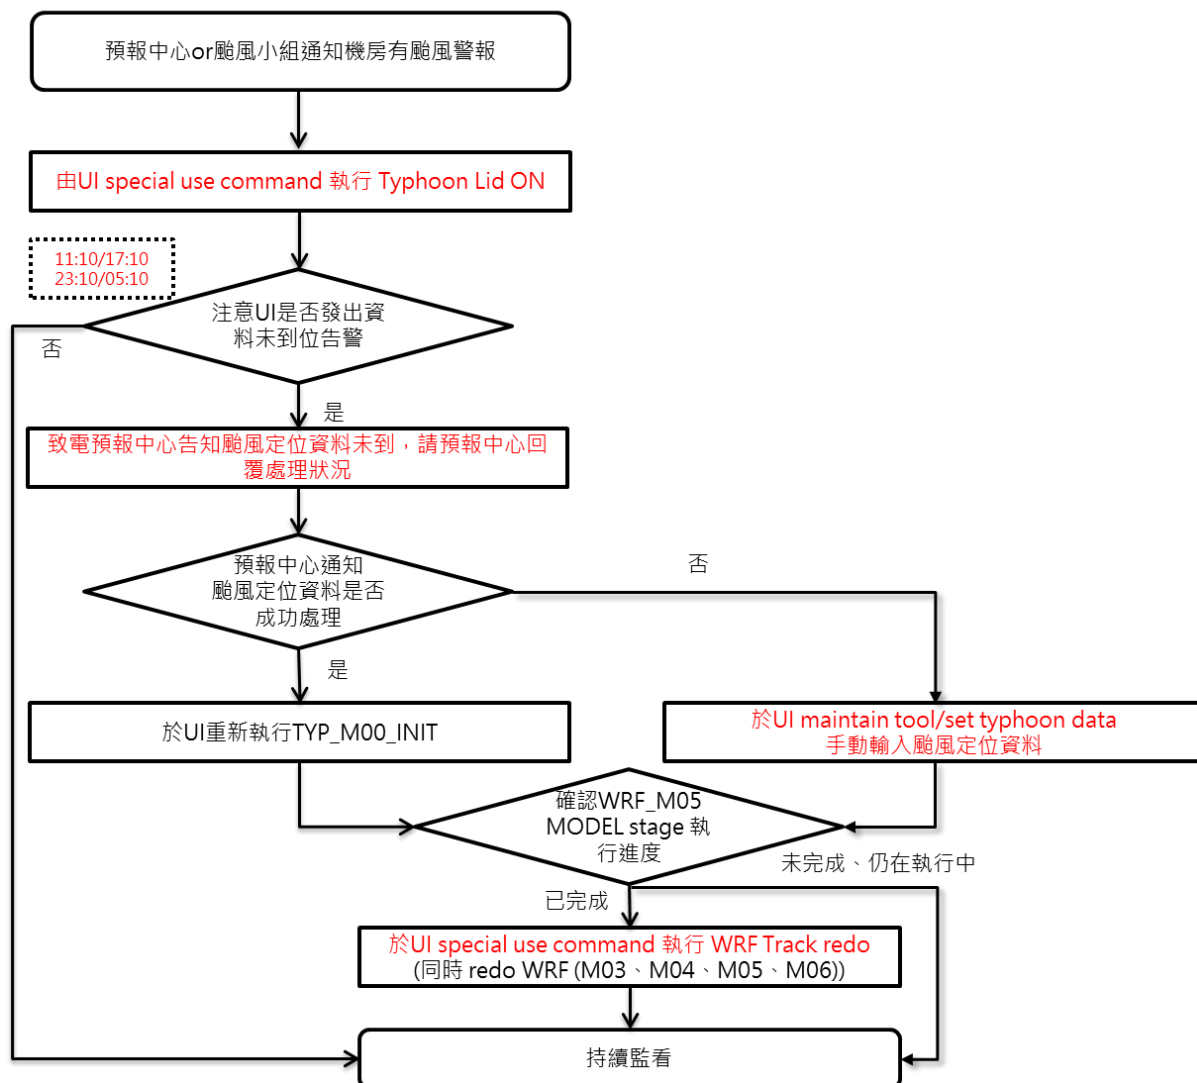 預報中心or颱風小組通知機房有颱風警報
由UI special use command 執行 Typhoon Lid ON
11:10/17:10
23:10/05:10
注意UI是否發出資
料未到位告警
否
是
致電預報中心告知颱風定位資料未到，請預報中心回
覆處理狀況
預報中心通知
颱風定位資料是否
成功處理
否
是
於UI重新執行TYP_M00_INIT
於UI maintain tool/set typhoon data
手動輸入颱風定位資料
確認WRF_M05
MODEL stage 執
行進度
未完成、仍在執行中
已完成
於UI special use command 執行 WRF Track redo
(同時 redo WRF (M03、M04、M05、M06))
持續監看